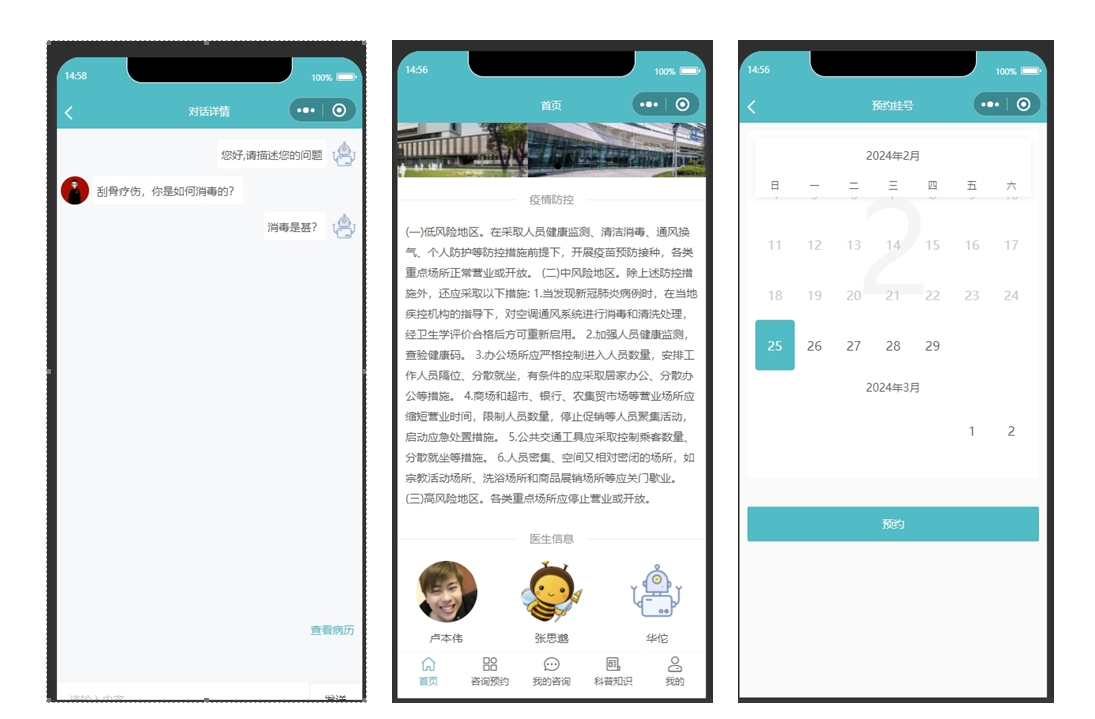 14:58
100%
对话详情
您好,请描述您的问题
刮骨疗伤，你是如何消毒的?
消毒是甚?
查看病历
请输入内容
发送
14:56
100%
首页
疫情防控
(一)低风险地区。在采取人员健康监测、清洁消毒、通风换
气、个人防护等防控措施前提下，开展疫苗预防接种，各类
重点场所正常营业或开放。 (二)中风险地区。除上述防控措
施外，还应采取以下措施: 1.当发现新冠肺炎病例时，在当地
疾控机构的指导下，对空调通风系统进行消毒和清洗处理，
经卫生学评价合格后方可重新启用。 2.加强人员健康监测，
查验健康码。 3.办公场所应严格控制进入人员数量，安排工
作人员隔位、分散就坐，有条件的应采取居家办公、分散办
公等措施。 4.商场和超市、银行、农集贸市场等营业场所应
缩短营业时间，限制人员数量，停止促销等人员聚集活动，
启动应急处置措施。 5.公共交通工具应采取控制乘客数量、
分散就坐等措施。 6.人员密集、空间又相对密闭的场所，如
宗教活动场所、洗浴场所和商品展销场所等应关门歇业。
(三)高风险地区。各类重点场所应停止营业或开放。
医生信息
卢本伟 张思邈 华佗
首页 咨询预约 我的咨询 科普知识 我的
14:56
100%
预约挂号
2024年2月
日 一 二 三 四 五 六
2
11 12 13 14 15 16 17
18 19 20 21 22 23 24
25 26 27 28 29
2024年3月
1 2
预约